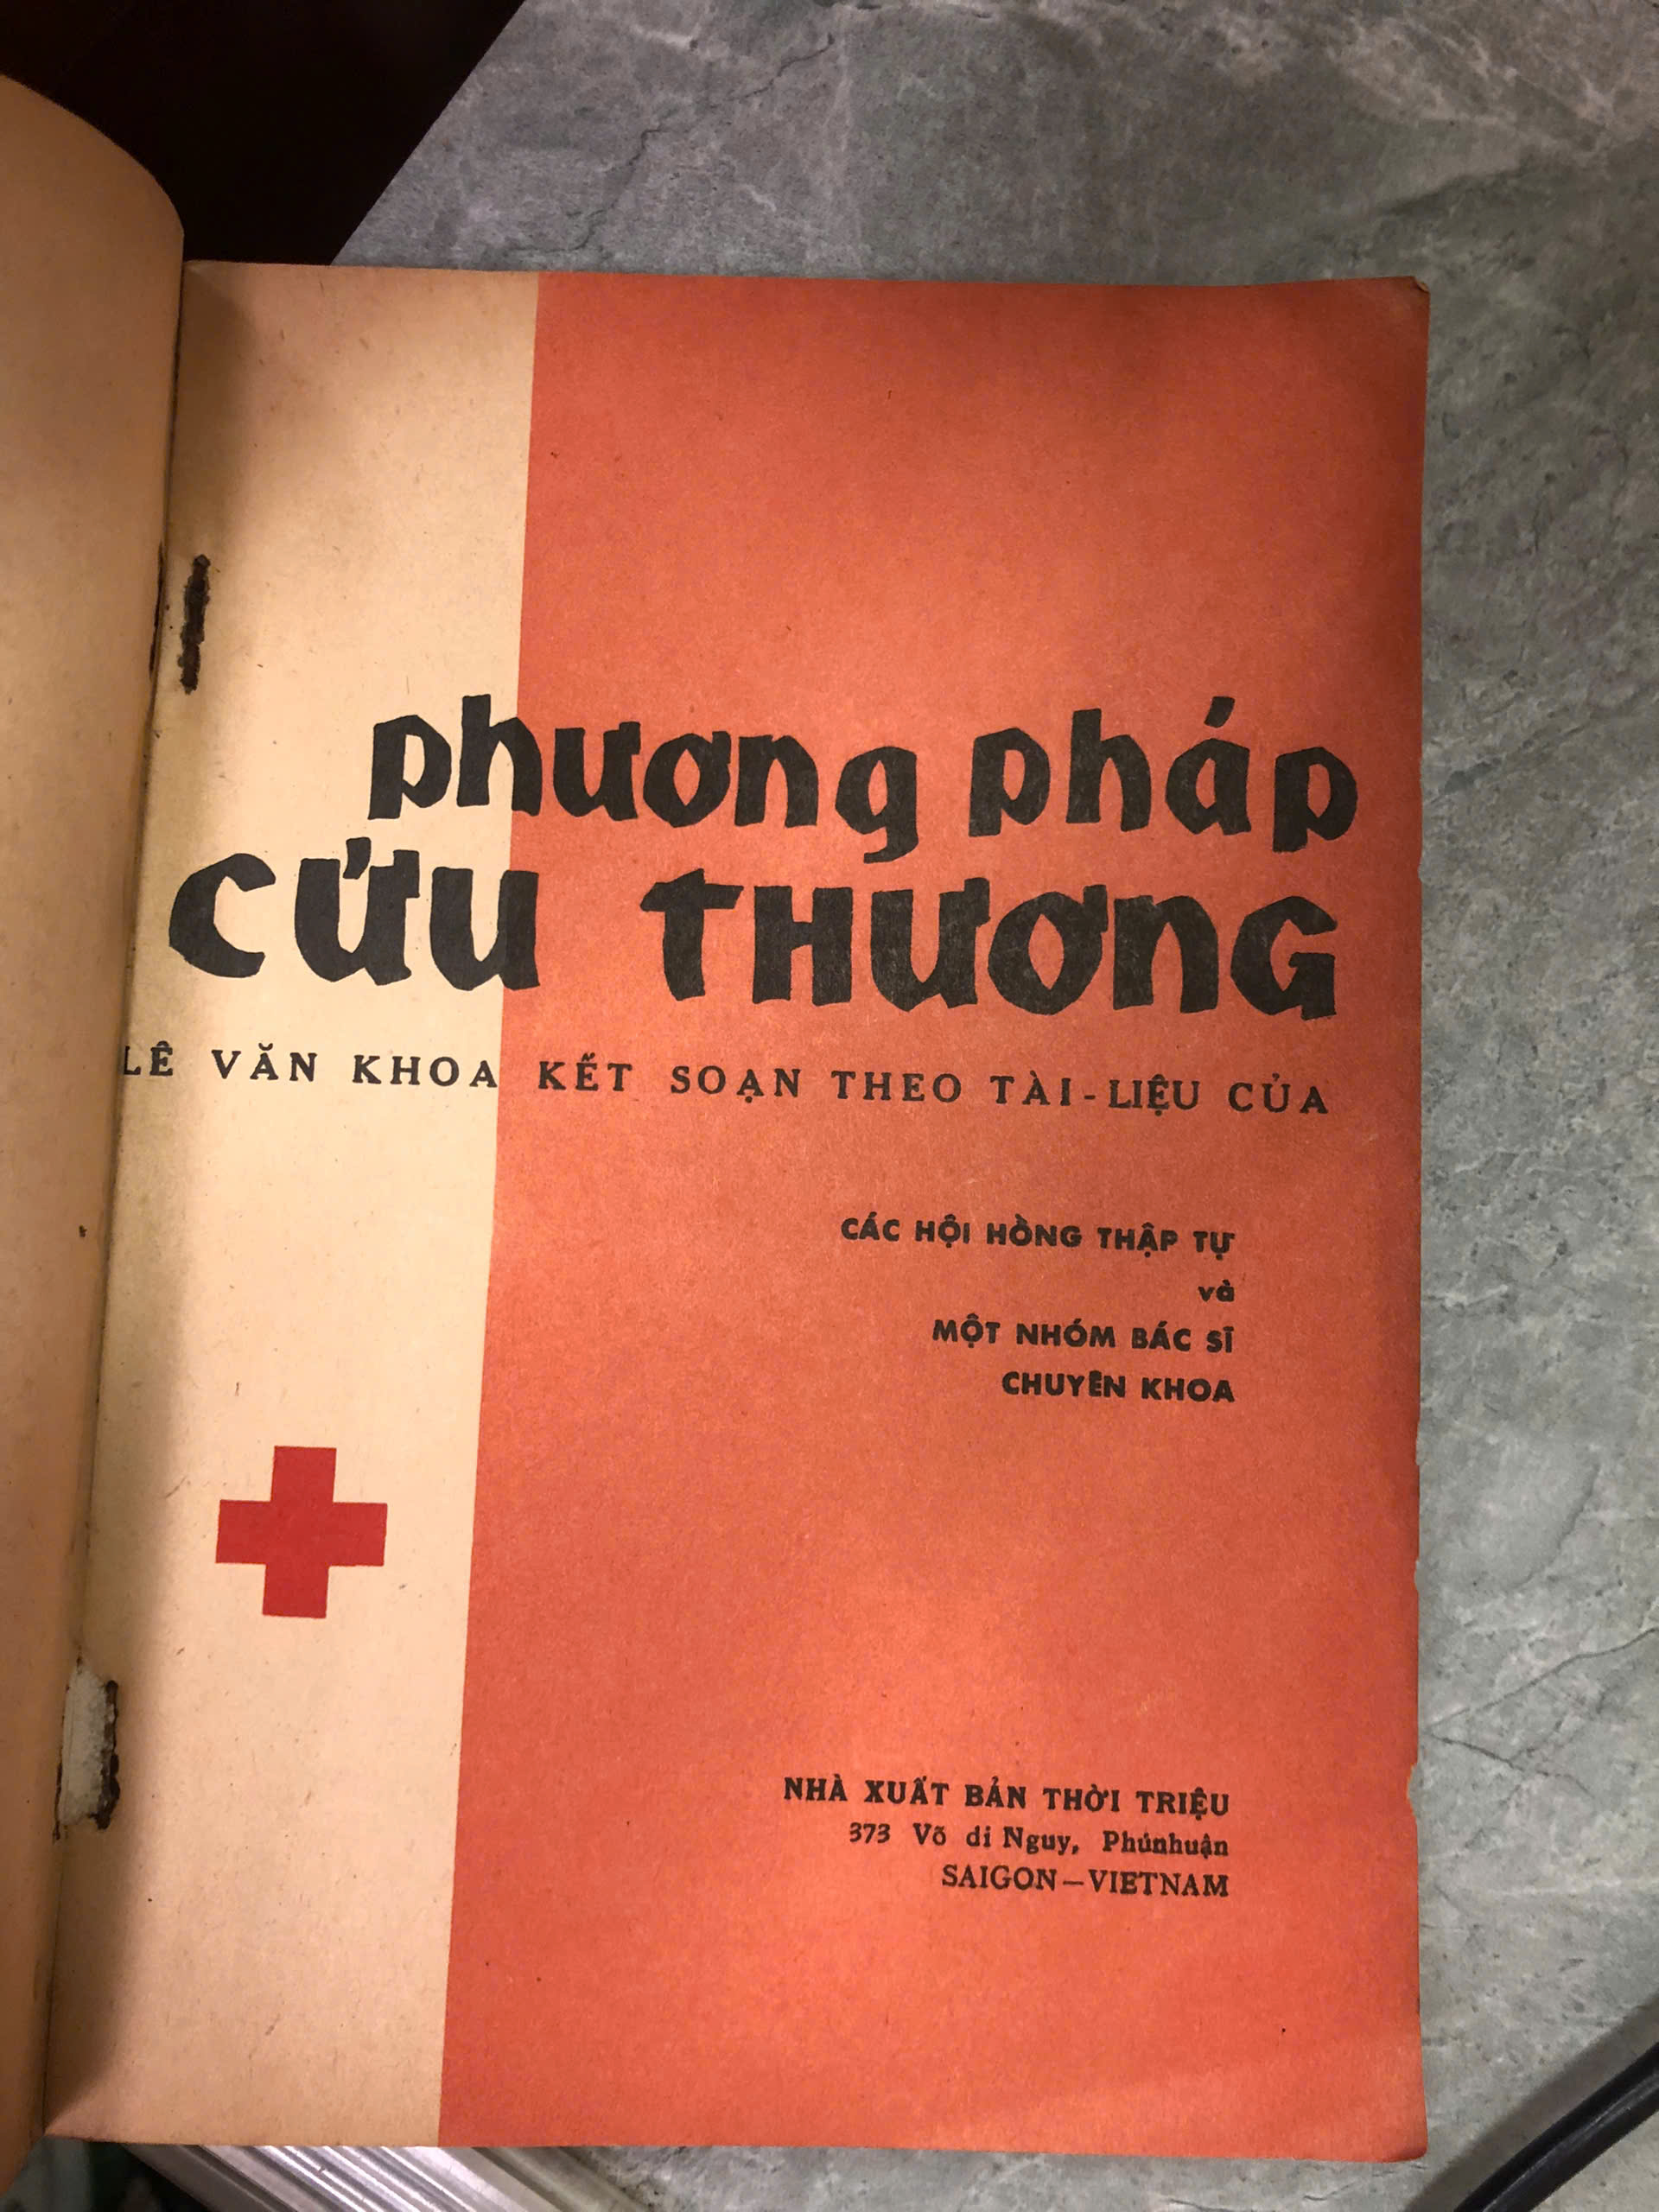 phương pháp
CỨU THƯƠNG
LÊ VĂN KHOA KẾT SOẠN THEO TÀI-LIỆU CỦA
CÁC HỘI HỒNG THẬP TỰ
và
MỘT NHÓM BÁC SĨ
CHUYÊN KHOA
NHÀ XUẤT BẢN THỜI TRIỆU
373 Võ di Nguy, Phúnhuận
SAIGON—VIETNAM